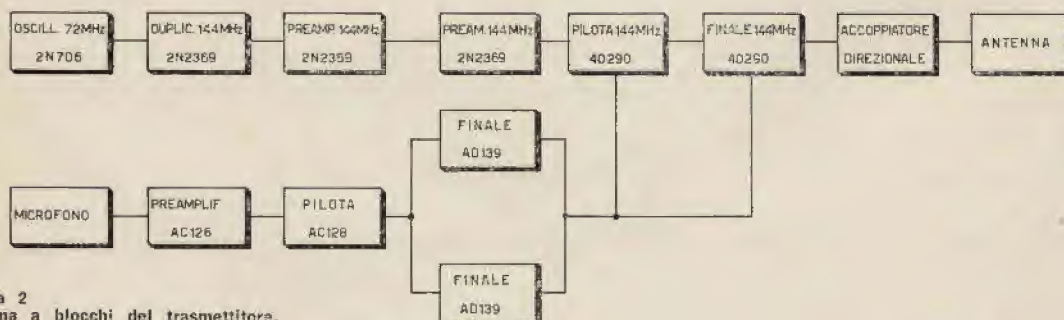 OSCILL. 72MHz
2N706
DUPLIC. 144MHz
2N2369
PREAMP. 144MHz
2N2359
PREAM. 144MHz
2N2369
PILOTA 144MHz
40290
FINALE 144MHz
40290
ACCOPPIATORE
DIREZIONALE
ANTENNA
FINALE
AD139
MICROFONO
PREAMPLIF
AC126
PILOTA
AC128
FINALE
AD139
a 2
na a blocchi del trasmettitore.